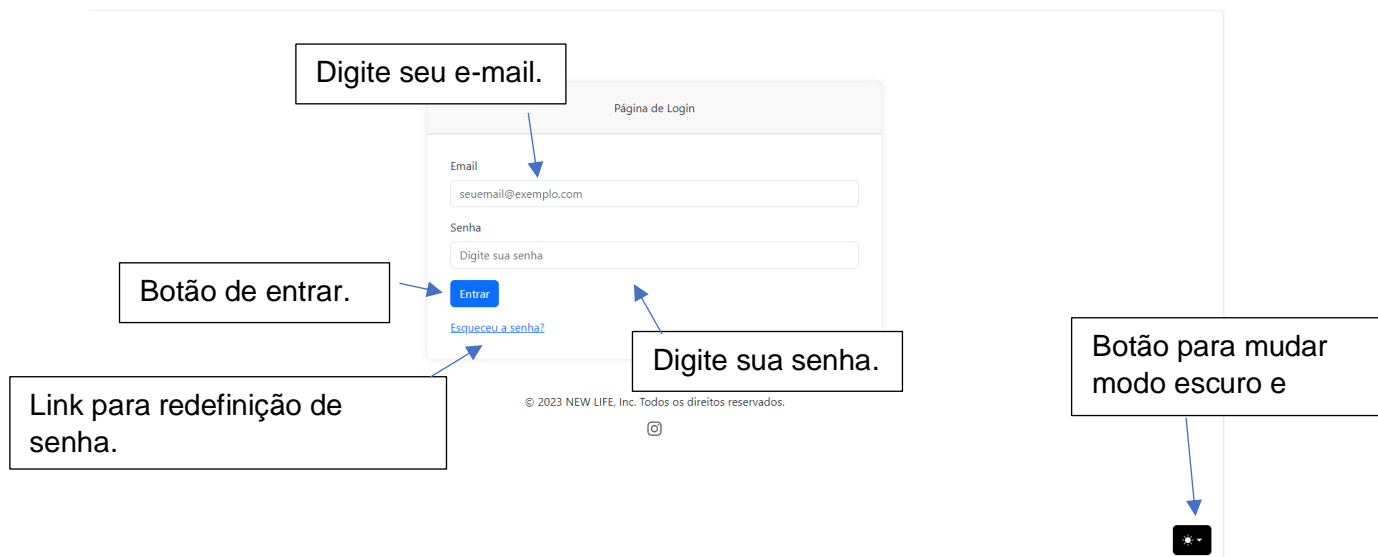 Digite seu e-mail.
Página de Login
Email
seuemail@exemplo.com
Senha
Digite sua senha
Botão de entrar.
Entrar
Esqueceu a senha?
Digite sua senha.
Botão para mudar
modo escuro e
Link para redefinição de
senha.
© 2023 NEW LIFE, Inc. Todos os direitos reservados.